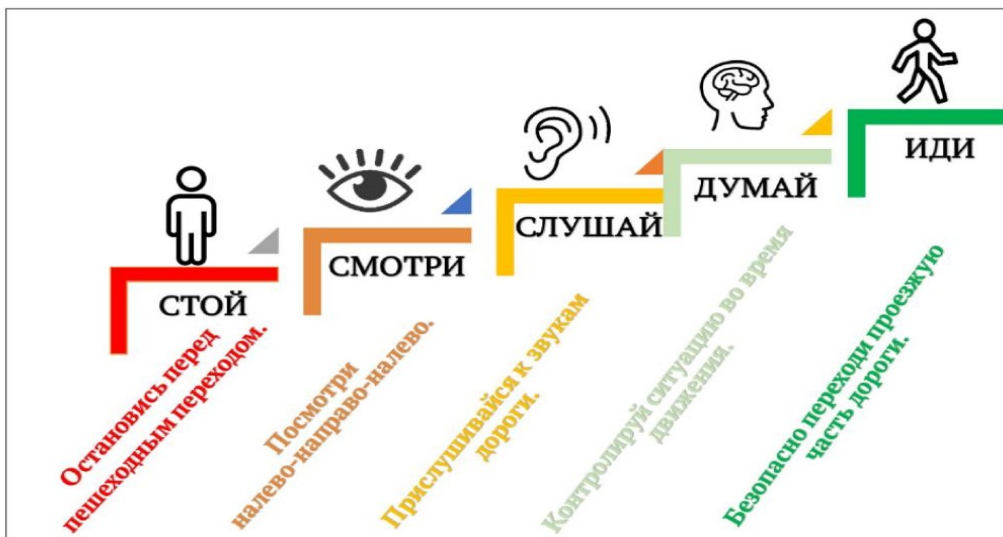 СТОЙ
СМОТРИ
СЛУШАЙ
ДУМАЙ
ИДИ
Остановись перед
пешеходным переходом.
Посмотри
налево-направо-налево.
Прислушивайся к звукам
дороги.
Контролируй ситуацию во время
движения.
Безопасно переходи проезжую
часть дороги.